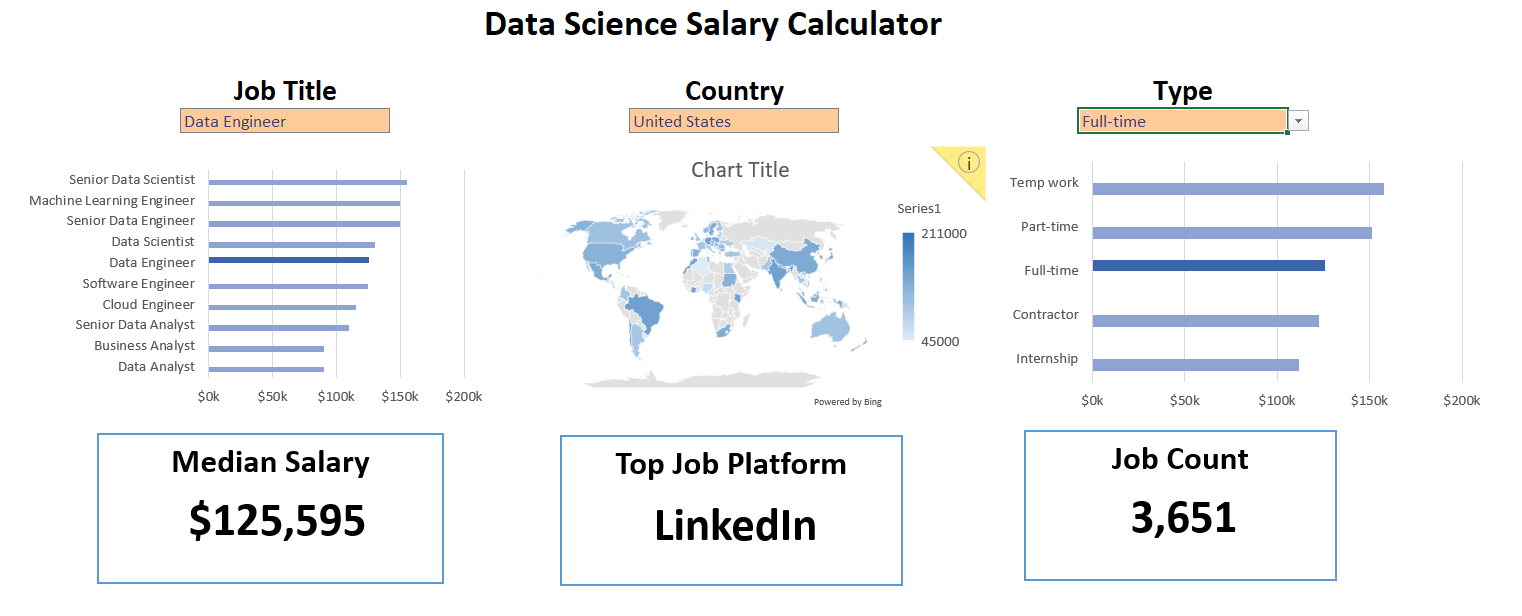 Data Science Salary Calculator
Job Title
Data Engineer
Country
United States
Type
Full-time
Senior Data Scientist
Machine Learning Engineer
Senior Data Engineer
Data Scientist
Data Engineer
Software Engineer
Cloud Engineer
Senior Data Analyst
Business Analyst
Data Analyst
$0k $50k $100k $150k $200k
Chart Title
i
Series1
211000
45000
Powered by Bing
Temp work
Part-time
Full-time
Contractor
Internship
$0k $50k $100k $150k $200k
Median Salary
$125,595
Top Job Platform
LinkedIn
Job Count
3,651